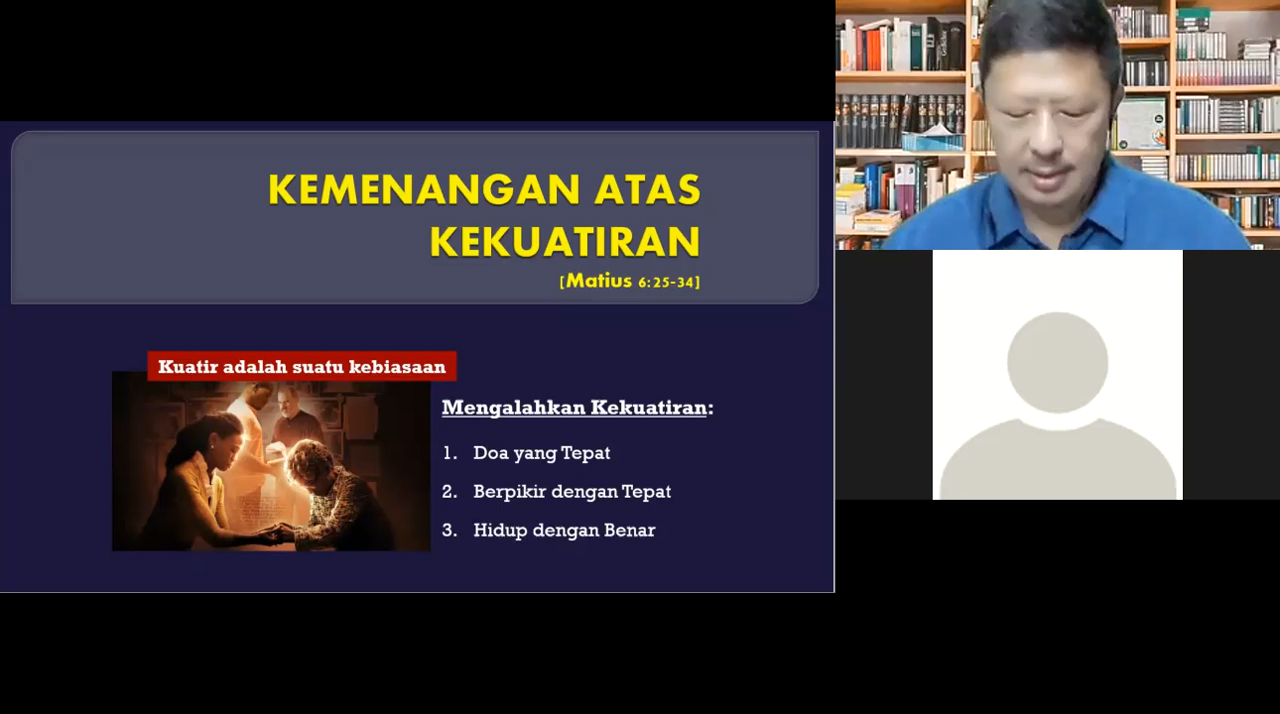 KEMENANGAN ATAS
KEKUATIRAN
[Matius 6:25-34]
Kuatir adalah suatu kebiasaan
Mengalahkan Kekuatiran:
1. Doa yang Tepat
2. Berpikir dengan Tepat
3. Hidup dengan Benar